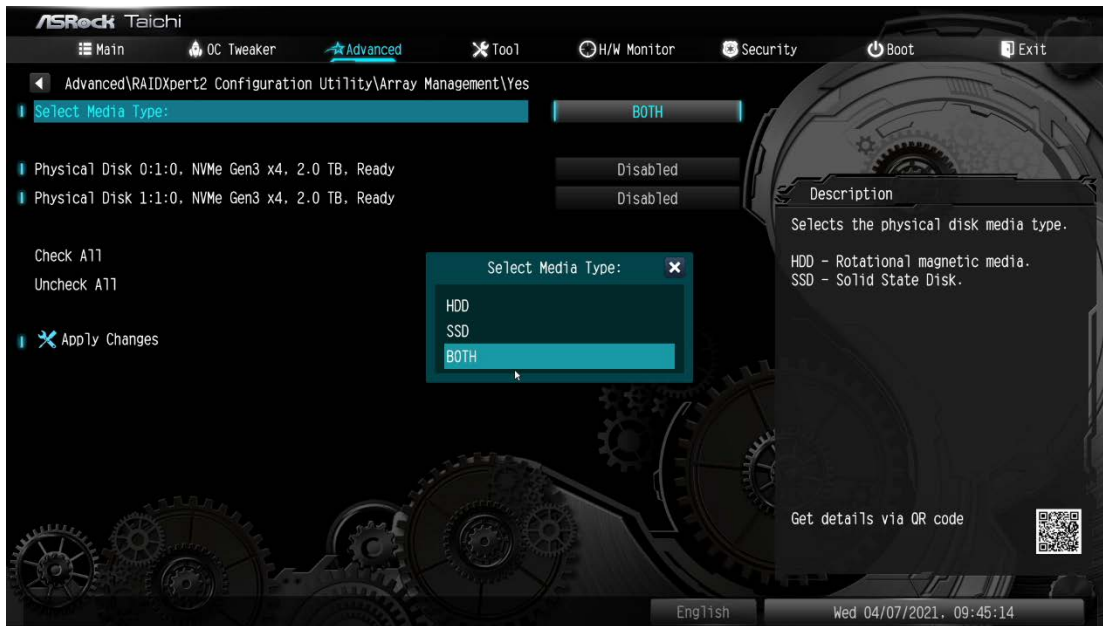 ASRock Taichi
Main OC Tweaker Advanced Tool H/W Monitor Security Boot Exit
Advanced\RAIDXpert2 Configuration Utility\Array Management\Yes
Select Media Type: BOTH
Physical Disk 0:1:0, NVMe Gen3 x4, 2.0 TB, Ready Disabled
Physical Disk 1:1:0, NVMe Gen3 x4, 2.0 TB, Ready Disabled
Check All
Uncheck All
Apply Changes
Select Media Type:
HDD
SSD
BOTH
Description
Selects the physical disk media type.
HDD - Rotational magnetic media.
SSD - Solid State Disk.
Get details via QR code
English Wed 04/07/2021, 09:45:14